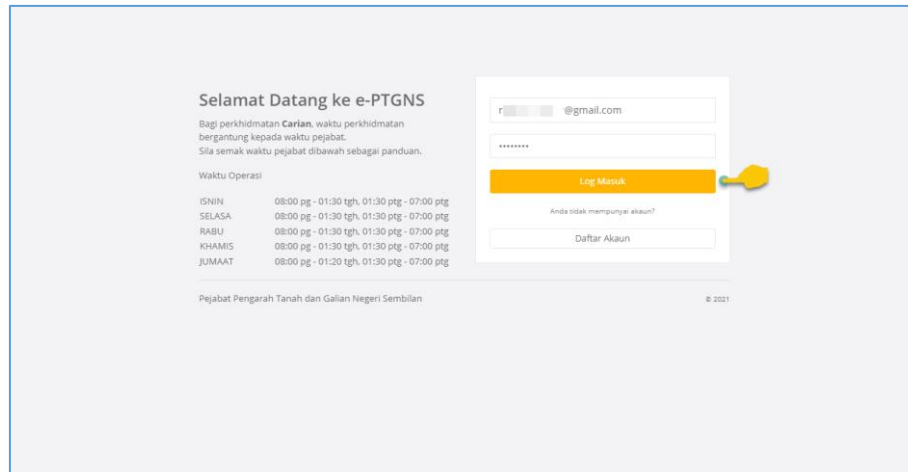 Selamat Datang ke e-PTGNS
Bagi perkhidmatan Carian, waktu perkhidmatan
bergantung kepada waktu pejabat.
Sila semak waktu pejabat dibawah sebagai panduan.
Waktu Operasi
ISNIN 08:00 pg - 01:30 tgh, 01:30 ptg - 07:00 ptg
SELASA 08:00 pg - 01:30 tgh, 01:30 ptg - 07:00 ptg
RABU 08:00 pg - 01:30 tgh, 01:30 ptg - 07:00 ptg
KHAMIS 08:00 pg - 01:30 tgh, 01:30 ptg - 07:00 ptg
JUMAAT 08:00 pg - 01:20 tgh, 01:30 ptg - 07:00 ptg
r @gmail.com
••••••••
Log Masuk
Anda tidak mempunyai akaun?
Daftar Akaun
Pejabat Pengarah Tanah dan Galian Negeri Sembilan
© 2021